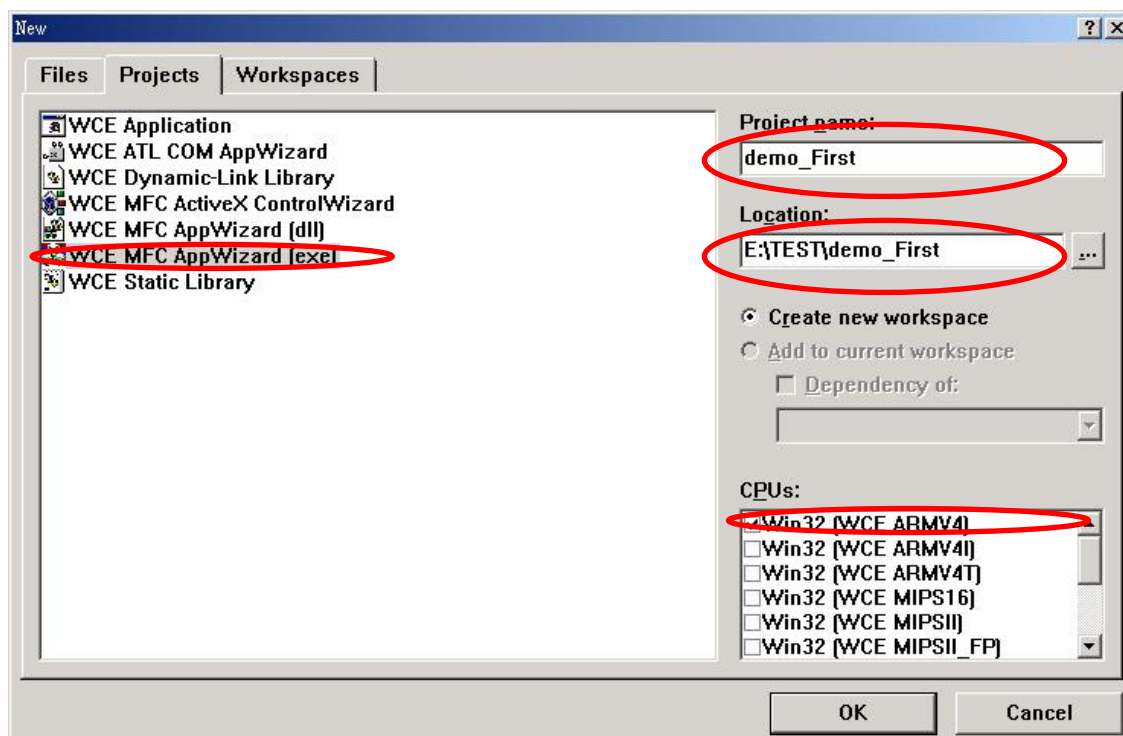 New
Files Projects Workspaces
WCE Application
WCE ATL COM AppWizard
WCE Dynamic-Link Library
WCE MFC ActiveX ControlWizard
WCE MFC AppWizard (dll)
WCE MFC AppWizard (exe)
WCE Static Library
Project name:
demo_First
Location:
E:\TEST\demo_First
...
Create new workspace
Add to current workspace
Dependency of:
CPUs:
Win32 (WCE ARMV4)
Win32 (WCE ARMV4I)
Win32 (WCE ARMV4T)
Win32 (WCE MIPS16)
Win32 (WCE MIPSII)
Win32 (WCE MIPSII_FP)
OK Cancel